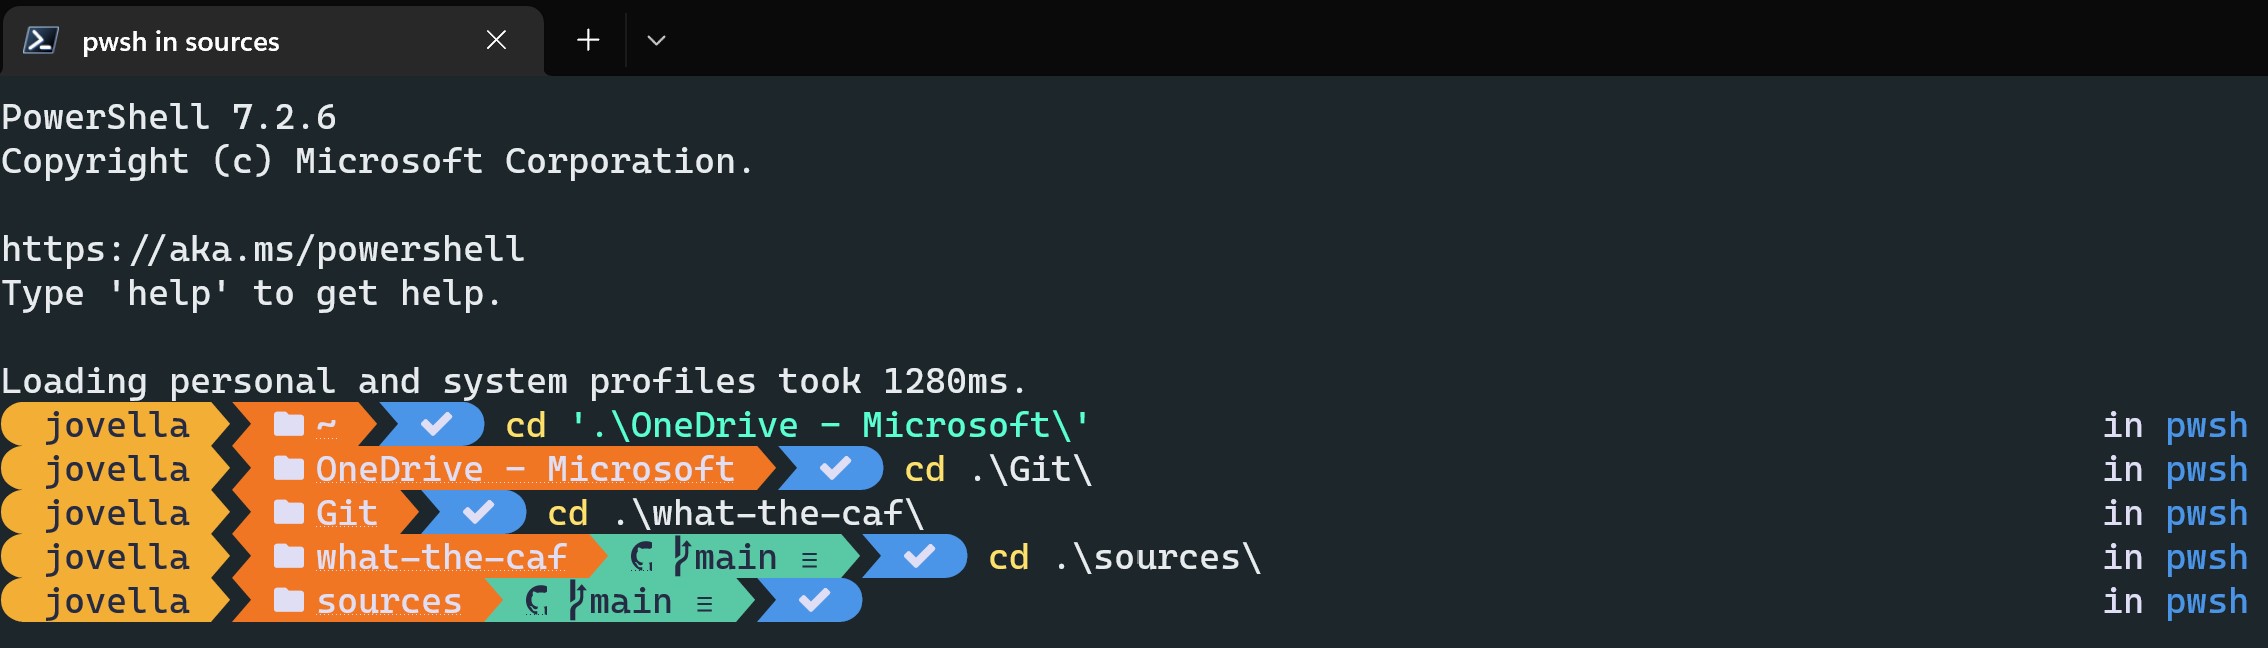 pwsh in sources
PowerShell 7.2.6
Copyright (c) Microsoft Corporation.
https://aka.ms/powershell
Type 'help' to get help.
Loading personal and system profiles took 1280ms.
jovella ~ cd '.\OneDrive - Microsoft\' in pwsh
jovella OneDrive - Microsoft cd .\Git\ in pwsh
jovella Git cd .\what-the-caf\ in pwsh
jovella what-the-caf main ≡ cd .\sources\ in pwsh
jovella sources main ≡ in pwsh